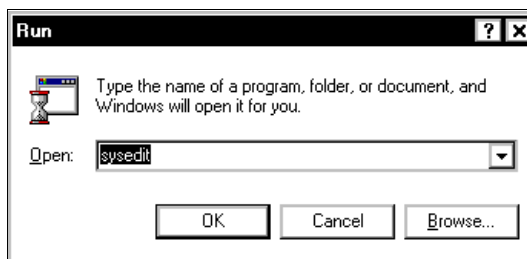 Run
Type the name of a program, folder, or document, and
Windows will open it for you.
Open: sysedit
OK Cancel Browse...